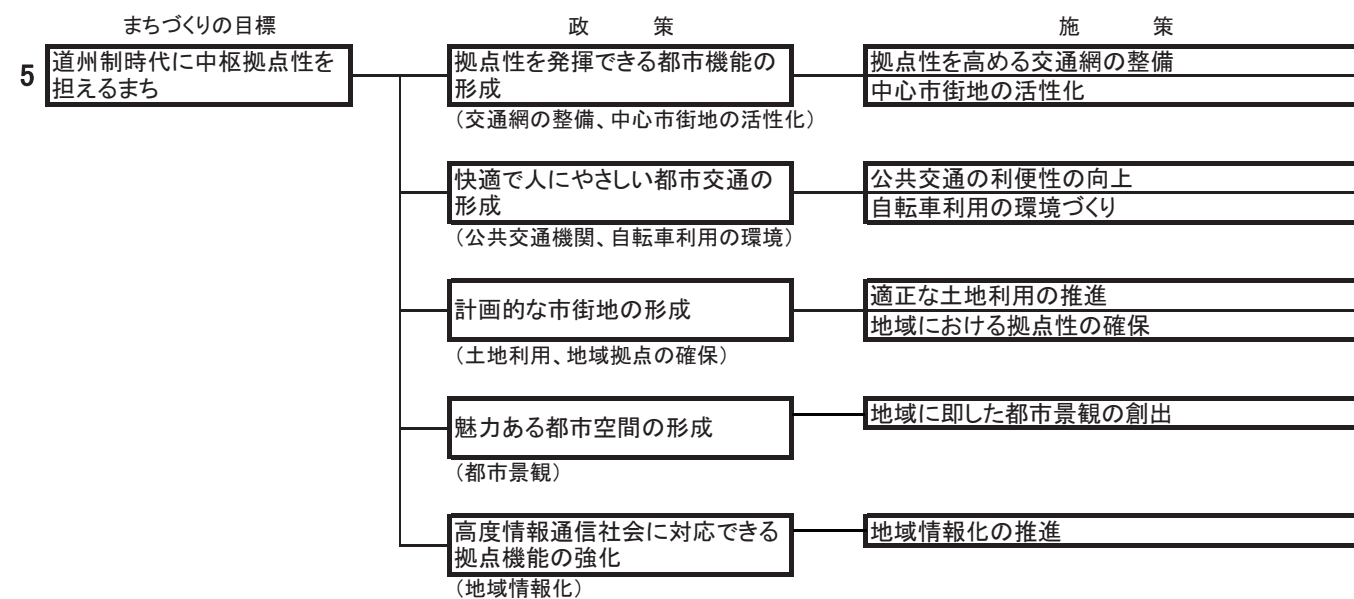 まちづくりの目標
政　　策
施　　策
5
道州制時代に中枢拠点性を
担えるまち
拠点性を発揮できる都市機能の
形成
（交通網の整備、中心市街地の活性化）
拠点性を高める交通網の整備
中心市街地の活性化
快適で人にやさしい都市交通の
形成
（公共交通機関、自転車利用の環境）
公共交通の利便性の向上
自転車利用の環境づくり
計画的な市街地の形成
（土地利用、地域拠点の確保）
適正な土地利用の推進
地域における拠点性の確保
魅力ある都市空間の形成
（都市景観）
地域に即した都市景観の創出
高度情報通信社会に対応できる
拠点機能の強化
（地域情報化）
地域情報化の推進